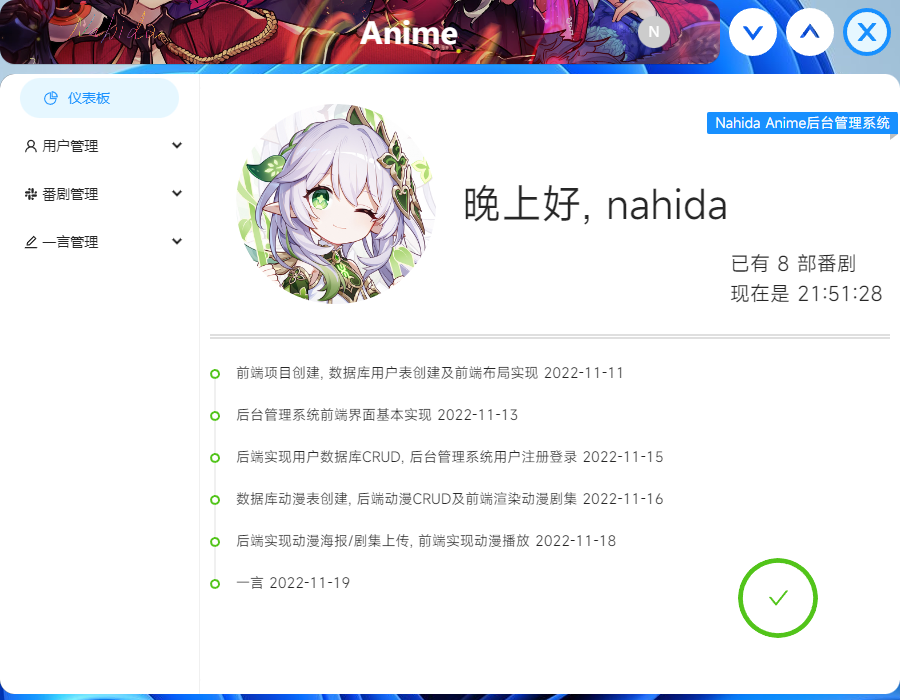 Nahida
Anime.
N
仪表板
用户管理
番剧管理
一言管理
Nahida Anime后台管理系统
晚上好, nahida
已有 8 部番剧
现在是 21:51:28
前端项目创建, 数据库用户表创建及前端布局实现 2022-11-11
后台管理系统前端界面基本实现 2022-11-13
后端实现用户数据库CRUD, 后台管理系统用户注册登录 2022-11-15
数据库动漫表创建, 后端动漫CRUD及前端渲染动漫剧集 2022-11-16
后端实现动漫海报/剧集上传, 前端实现动漫播放 2022-11-18
一言 2022-11-19